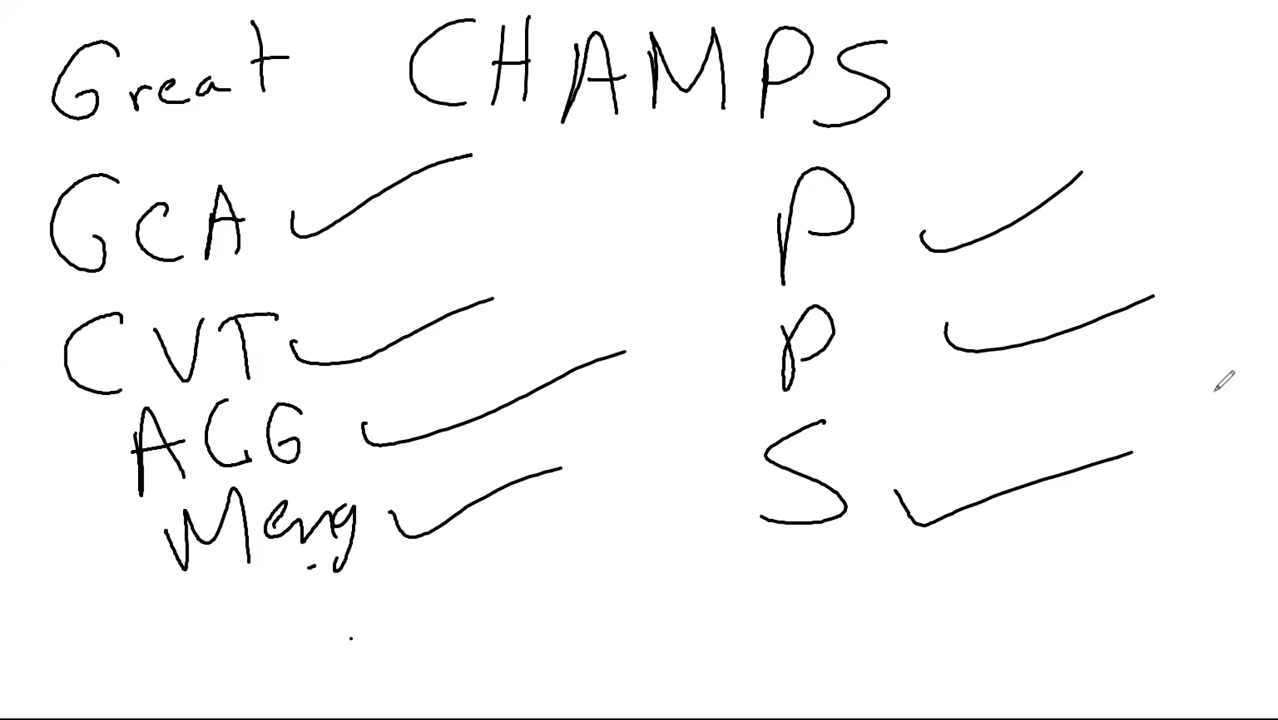 Great CHAMPS
GCA ✓
P ✓
CVT ✓
P ✓
ACG ✓
S ✓
Meng ✓